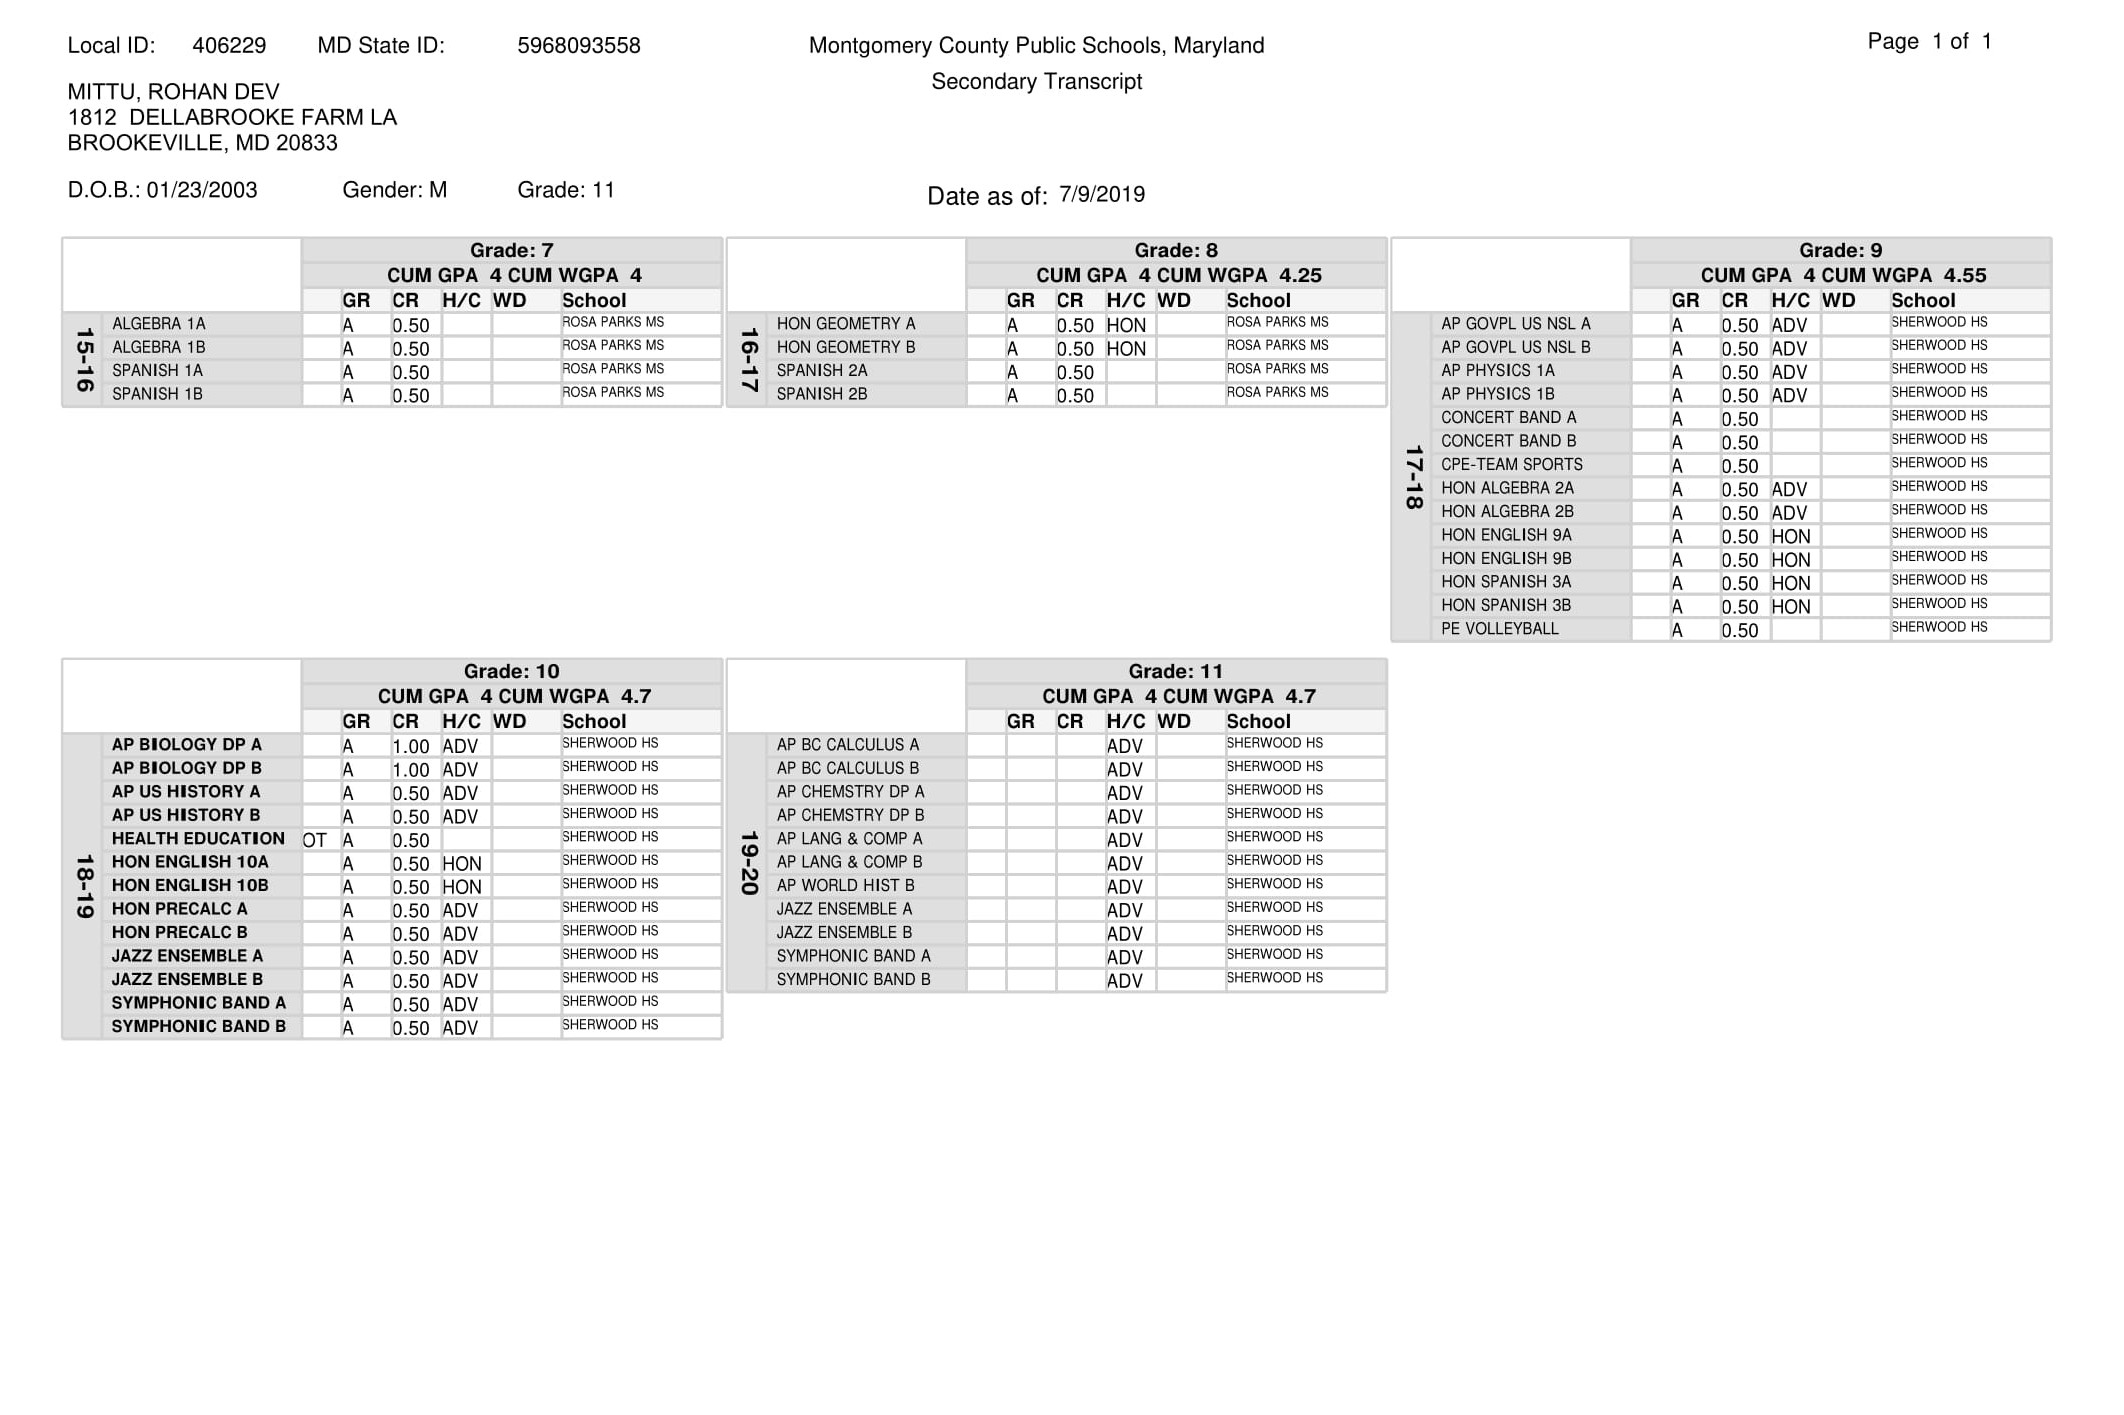 Local ID: 406229 MD State ID: 5968093558 Montgomery County Public Schools, Maryland Page 1 of 1
Secondary Transcript
MITTU, ROHAN DEV
1812 DELLABROOKE FARM LA
BROOKEVILLE, MD 20833
D.O.B.: 01/23/2003 Gender: M Grade: 11 Date as of: 7/9/2019
Grade: 7
CUM GPA 4 CUM WGPA 4
GR CR H/C WD School
15-16
ALGEBRA 1A A 0.50 ROSA PARKS MS
ALGEBRA 1B A 0.50 ROSA PARKS MS
SPANISH 1A A 0.50 ROSA PARKS MS
SPANISH 1B A 0.50 ROSA PARKS MS
Grade: 8
CUM GPA 4 CUM WGPA 4.25
GR CR H/C WD School
16-17
HON GEOMETRY A A 0.50 HON ROSA PARKS MS
HON GEOMETRY B A 0.50 HON ROSA PARKS MS
SPANISH 2A A 0.50 ROSA PARKS MS
SPANISH 2B A 0.50 ROSA PARKS MS
Grade: 9
CUM GPA 4 CUM WGPA 4.55
GR CR H/C WD School
17-18
AP GOVPL US NSL A A 0.50 ADV SHERWOOD HS
AP GOVPL US NSL B A 0.50 ADV SHERWOOD HS
AP PHYSICS 1A A 0.50 ADV SHERWOOD HS
AP PHYSICS 1B A 0.50 ADV SHERWOOD HS
CONCERT BAND A A 0.50 SHERWOOD HS
CONCERT BAND B A 0.50 SHERWOOD HS
CPE-TEAM SPORTS A 0.50 SHERWOOD HS
HON ALGEBRA 2A A 0.50 ADV SHERWOOD HS
HON ALGEBRA 2B A 0.50 ADV SHERWOOD HS
HON ENGLISH 9A A 0.50 HON SHERWOOD HS
HON ENGLISH 9B A 0.50 HON SHERWOOD HS
HON SPANISH 3A A 0.50 HON SHERWOOD HS
HON SPANISH 3B A 0.50 HON SHERWOOD HS
PE VOLLEYBALL A 0.50 SHERWOOD HS
Grade: 10
CUM GPA 4 CUM WGPA 4.7
GR CR H/C WD School
18-19
AP BIOLOGY DP A A 1.00 ADV SHERWOOD HS
AP BIOLOGY DP B A 1.00 ADV SHERWOOD HS
AP US HISTORY A A 0.50 ADV SHERWOOD HS
AP US HISTORY B A 0.50 ADV SHERWOOD HS
HEALTH EDUCATION OT A 0.50 SHERWOOD HS
HON ENGLISH 10A A 0.50 HON SHERWOOD HS
HON ENGLISH 10B A 0.50 HON SHERWOOD HS
HON PRECALC A A 0.50 ADV SHERWOOD HS
HON PRECALC B A 0.50 ADV SHERWOOD HS
JAZZ ENSEMBLE A A 0.50 ADV SHERWOOD HS
JAZZ ENSEMBLE B A 0.50 ADV SHERWOOD HS
SYMPHONIC BAND A A 0.50 ADV SHERWOOD HS
SYMPHONIC BAND B A 0.50 ADV SHERWOOD HS
Grade: 11
CUM GPA 4 CUM WGPA 4.7
GR CR H/C WD School
19-20
AP BC CALCULUS A ADV SHERWOOD HS
AP BC CALCULUS B ADV SHERWOOD HS
AP CHEMSTRY DP A ADV SHERWOOD HS
AP CHEMSTRY DP B ADV SHERWOOD HS
AP LANG & COMP A ADV SHERWOOD HS
AP LANG & COMP B ADV SHERWOOD HS
AP WORLD HIST B ADV SHERWOOD HS
JAZZ ENSEMBLE A ADV SHERWOOD HS
JAZZ ENSEMBLE B ADV SHERWOOD HS
SYMPHONIC BAND A ADV SHERWOOD HS
SYMPHONIC BAND B ADV SHERWOOD HS